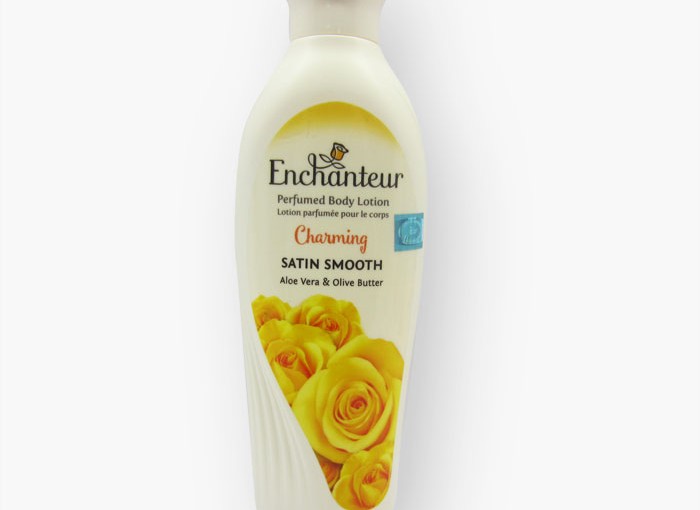 Enchanteur
Perfumed Body Lotion
Lotion parfumée pour le corps
Charming
SATIN SMOOTH
Aloe Vera & Olive Butter